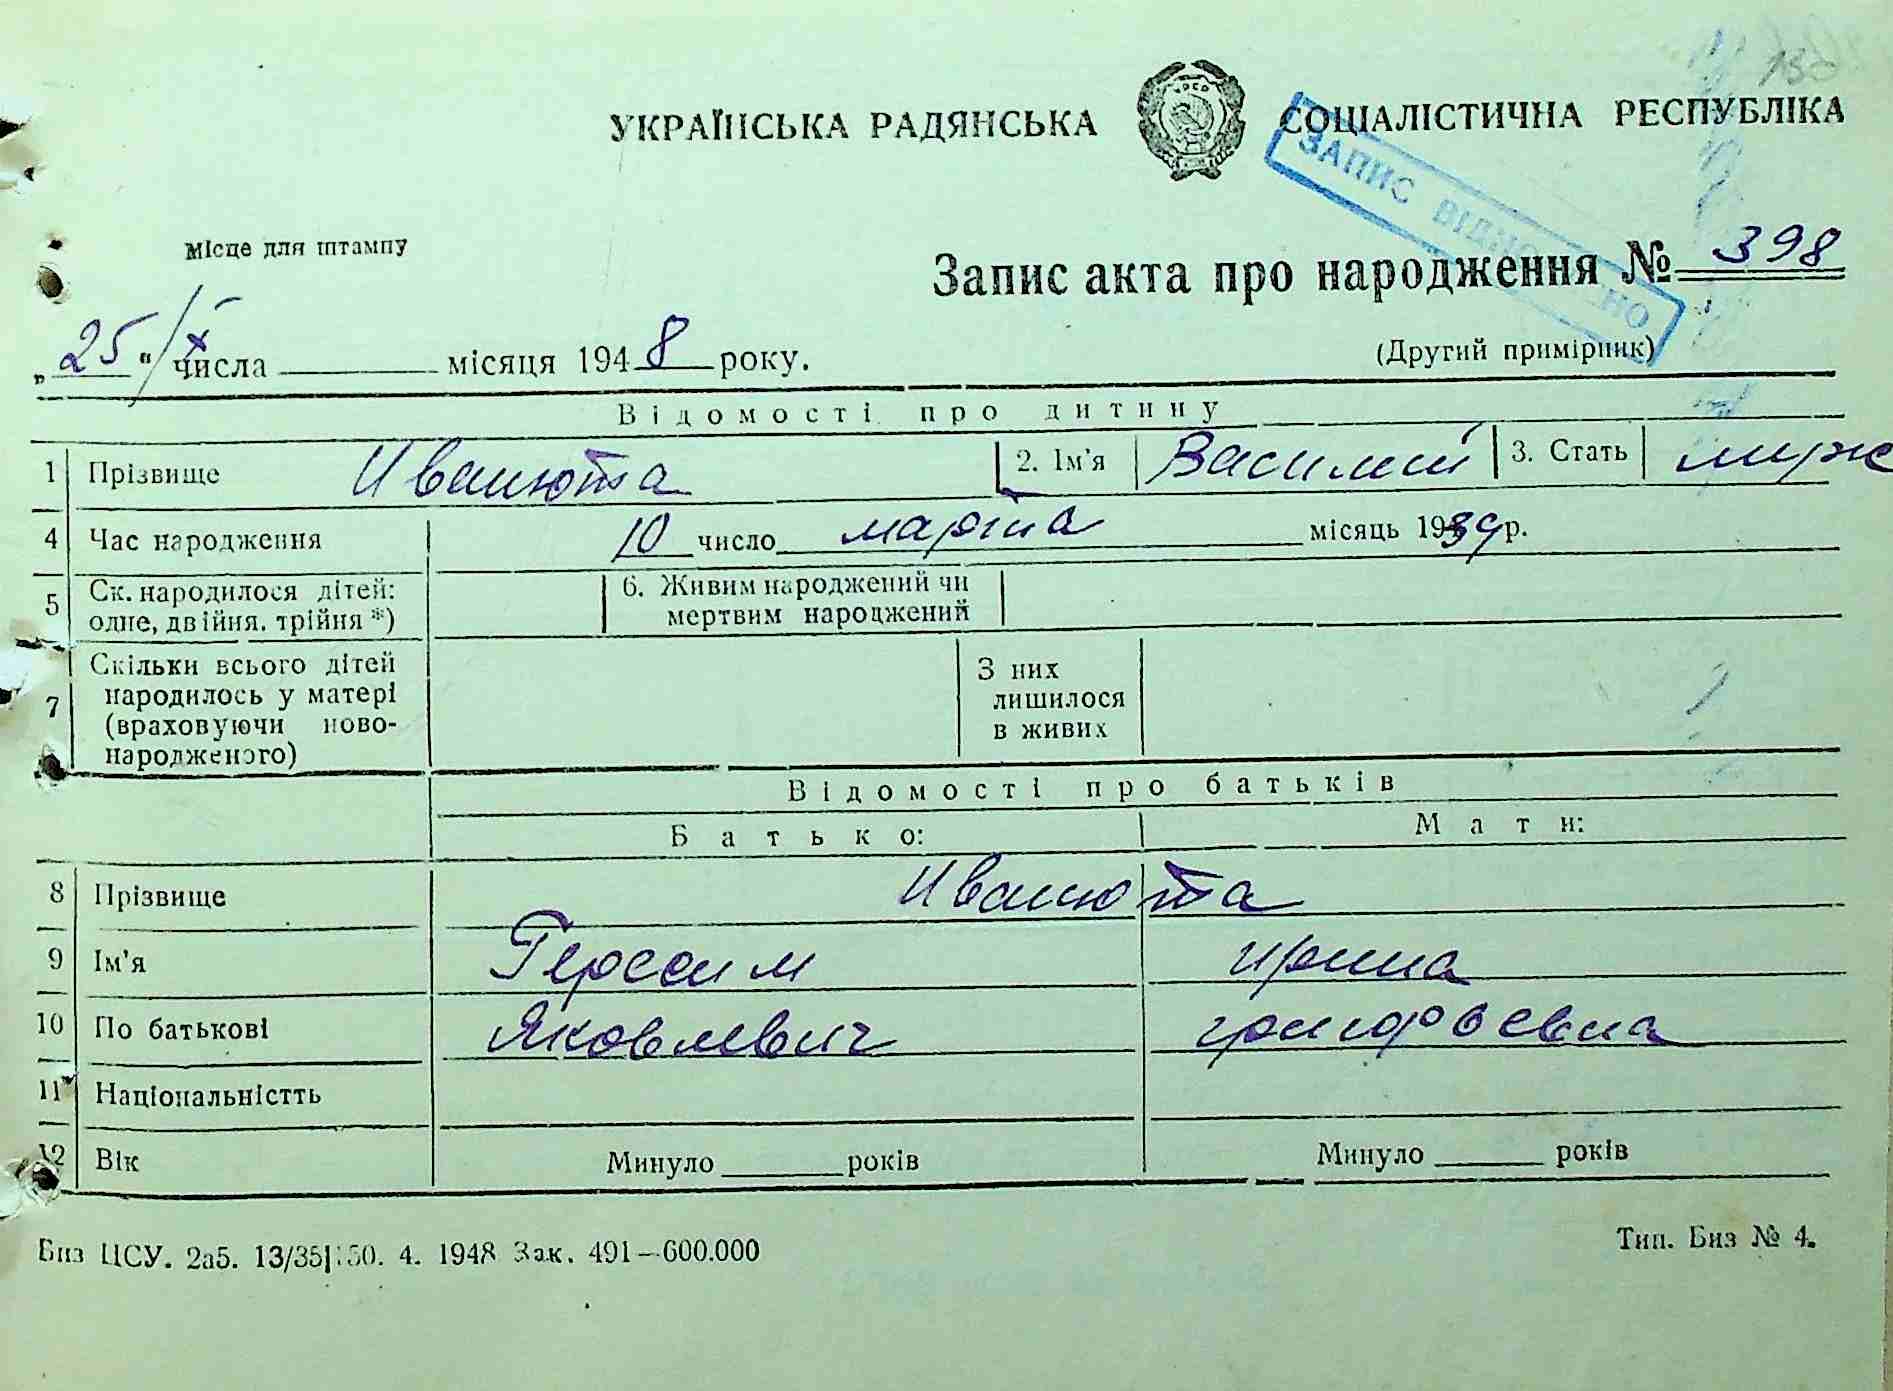 УКРАЇНСЬКА РАДЯНСЬКА СОЦІАЛІСТИЧНА РЕСПУБЛІКА
УРСР
ЗАПИС ВІДНОВЛЕНО
Місце для штампу
Запис акта про народження № 398
„25“/X числа місяця 1948 року.
(Другий примірник)
Відомості про дитину
1 Прізвище Иванюта 2. Ім'я Василий 3. Стать муж
4 Час народження 10 число марта місяць 1939 р.
5 Ск. народилося дітей: одне, двійня, трійня *) 6. Живим народжений чи мертвим народжений
7 Скільки всього дітей народилось у матері (враховуючи новонародженого) З них лишилося в живих
Відомості про батьків
Батько: Мати:
8 Прізвище Иванюта
9 Ім'я Герасим Ирина
10 По батькові Яковлевич Григорьевна
11 Національністть
12 Вік Минуло років Минуло років
Биз ЦСУ. 2а5. 13/35 50. 4. 1948 Зак. 491—600.000
Тип. Биз № 4.